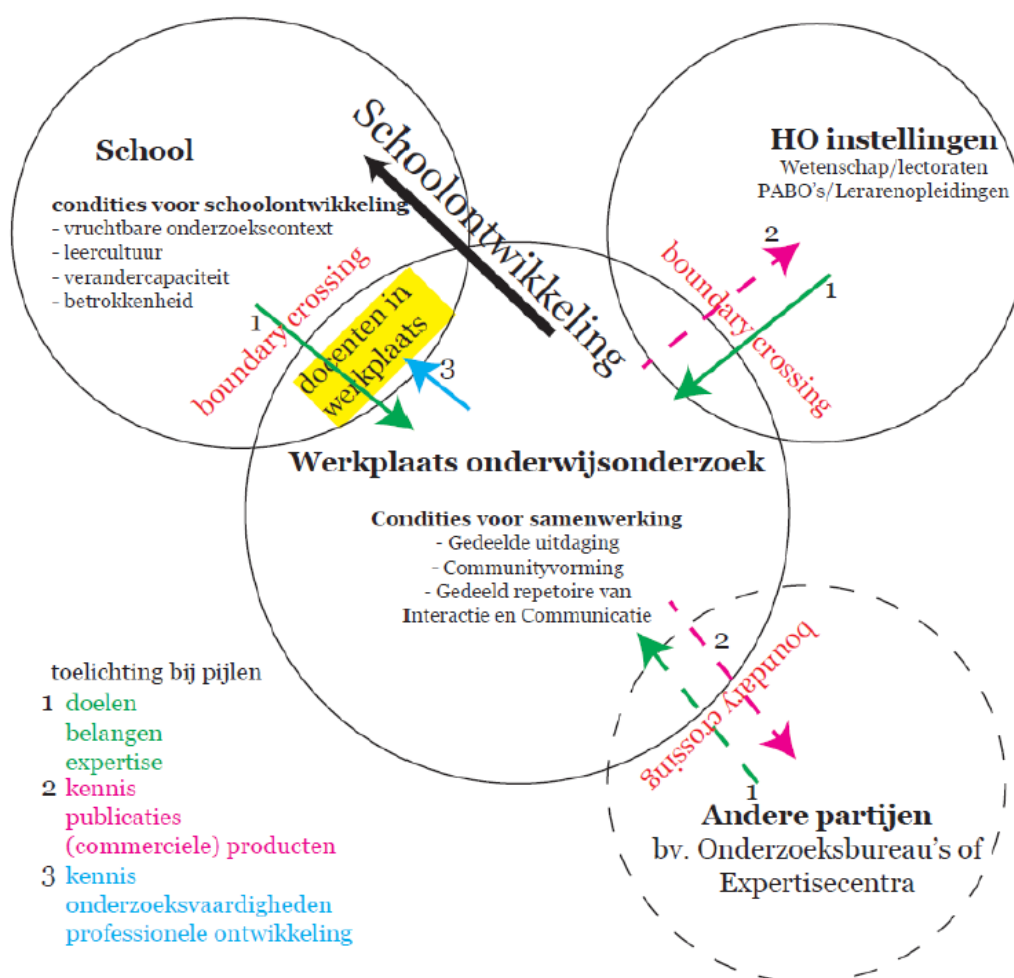 School
condities voor schoolontwikkeling
- vruchtbare onderzoekscontext
- leercultuur
- verandercapaciteit
- betrokkenheid
1
boundary crossing
docenten in
werkplaats
3
Schoolontwikkeling
HO instellingen
Wetenschap/lectoraten
PABO's/Lerarenopleidingen
2
1
boundary crossing
Werkplaats onderwijsonderzoek
Condities voor samenwerking
- Gedeelde uitdaging
- Communityvorming
- Gedeeld repetoire van
Interactie en Communicatie
2
boundary crossing
1
Andere partijen
bv. Onderzoeksbureau's of
Expertisecentra
toelichting bij pijlen
1 doelen
belangen
expertise
2 kennis
publicaties
(commerciele) producten
3 kennis
onderzoeksvaardigheden
professionele ontwikkeling